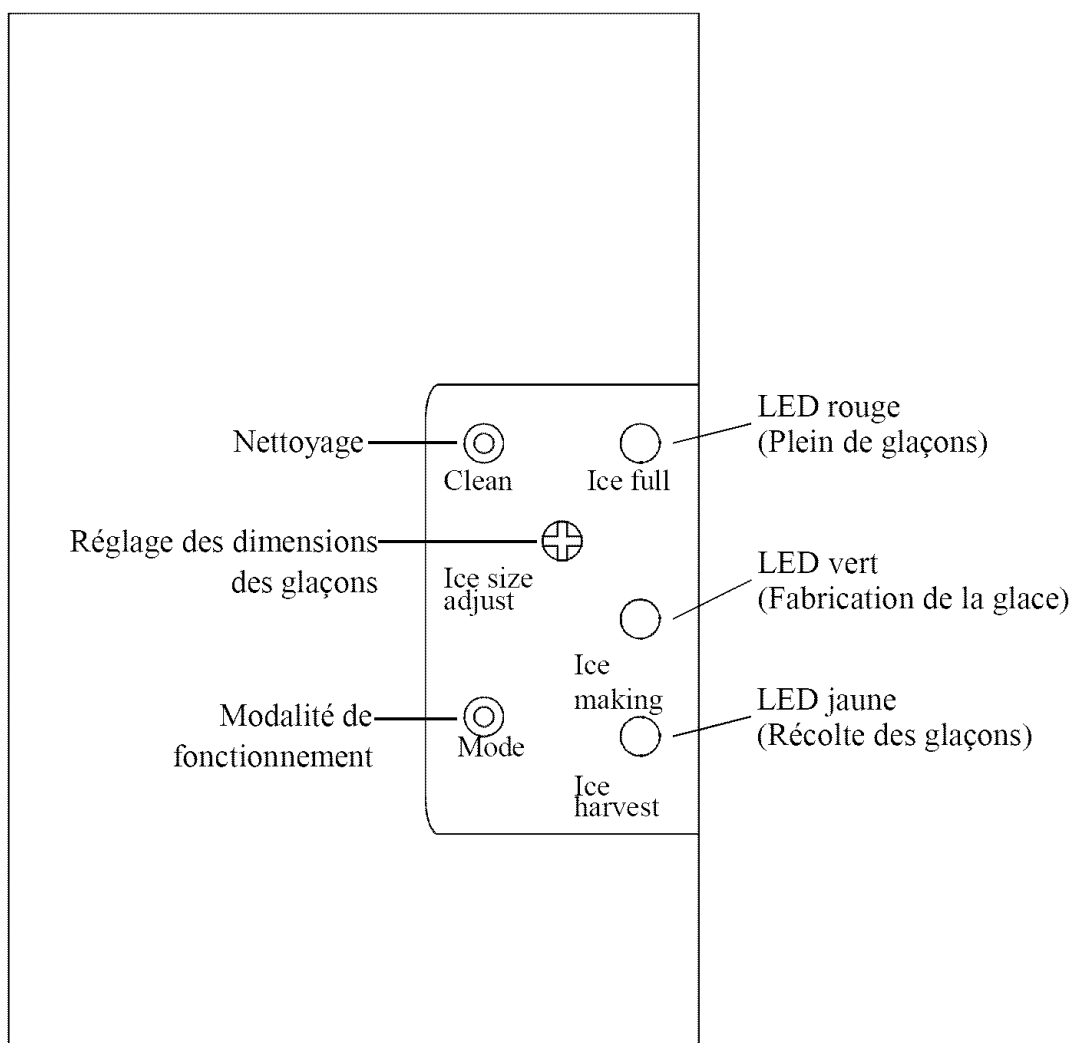 Nettoyage
Clean
Ice full
LED rouge
(Plein de glaçons)
Réglage des dimensions
des glaçons
Ice size
adjust
LED vert
(Fabrication de la glace)
Ice
making
Modalité de
fonctionnement
Mode
LED jaune
(Récolte des glaçons)
Ice
harvest